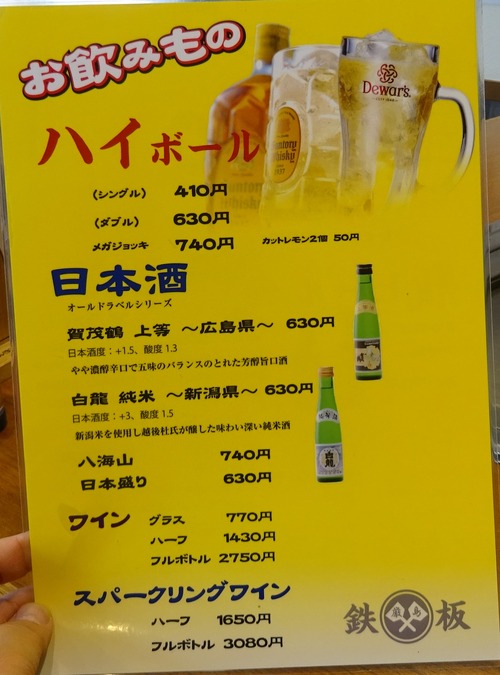 お飲みもの
Dewar's
Suntory
Whisky
ハイボール
(シングル) 410円
(ダブル) 630円
メガジョッキ 740円 カットレモン2個 50円
日本酒
オールドラベルシリーズ
賀茂鶴 上等 ～広島県～ 630円
日本酒度：+1.5、酸度 1.3
やや濃醇辛口で五味のバランスのとれた芳醇旨口酒
白龍 純米 ～新潟県～ 630円
日本酒度：+3、酸度 1.5
新潟米を使用し越後杜氏が醸した味わい深い純米酒
白龍
八海山 740円
日本盛り 630円
ワイン グラス 770円
ハーフ 1430円
フルボトル 2750円
スパークリングワイン
ハーフ 1650円
フルボトル 3080円
鉄 厳島 板